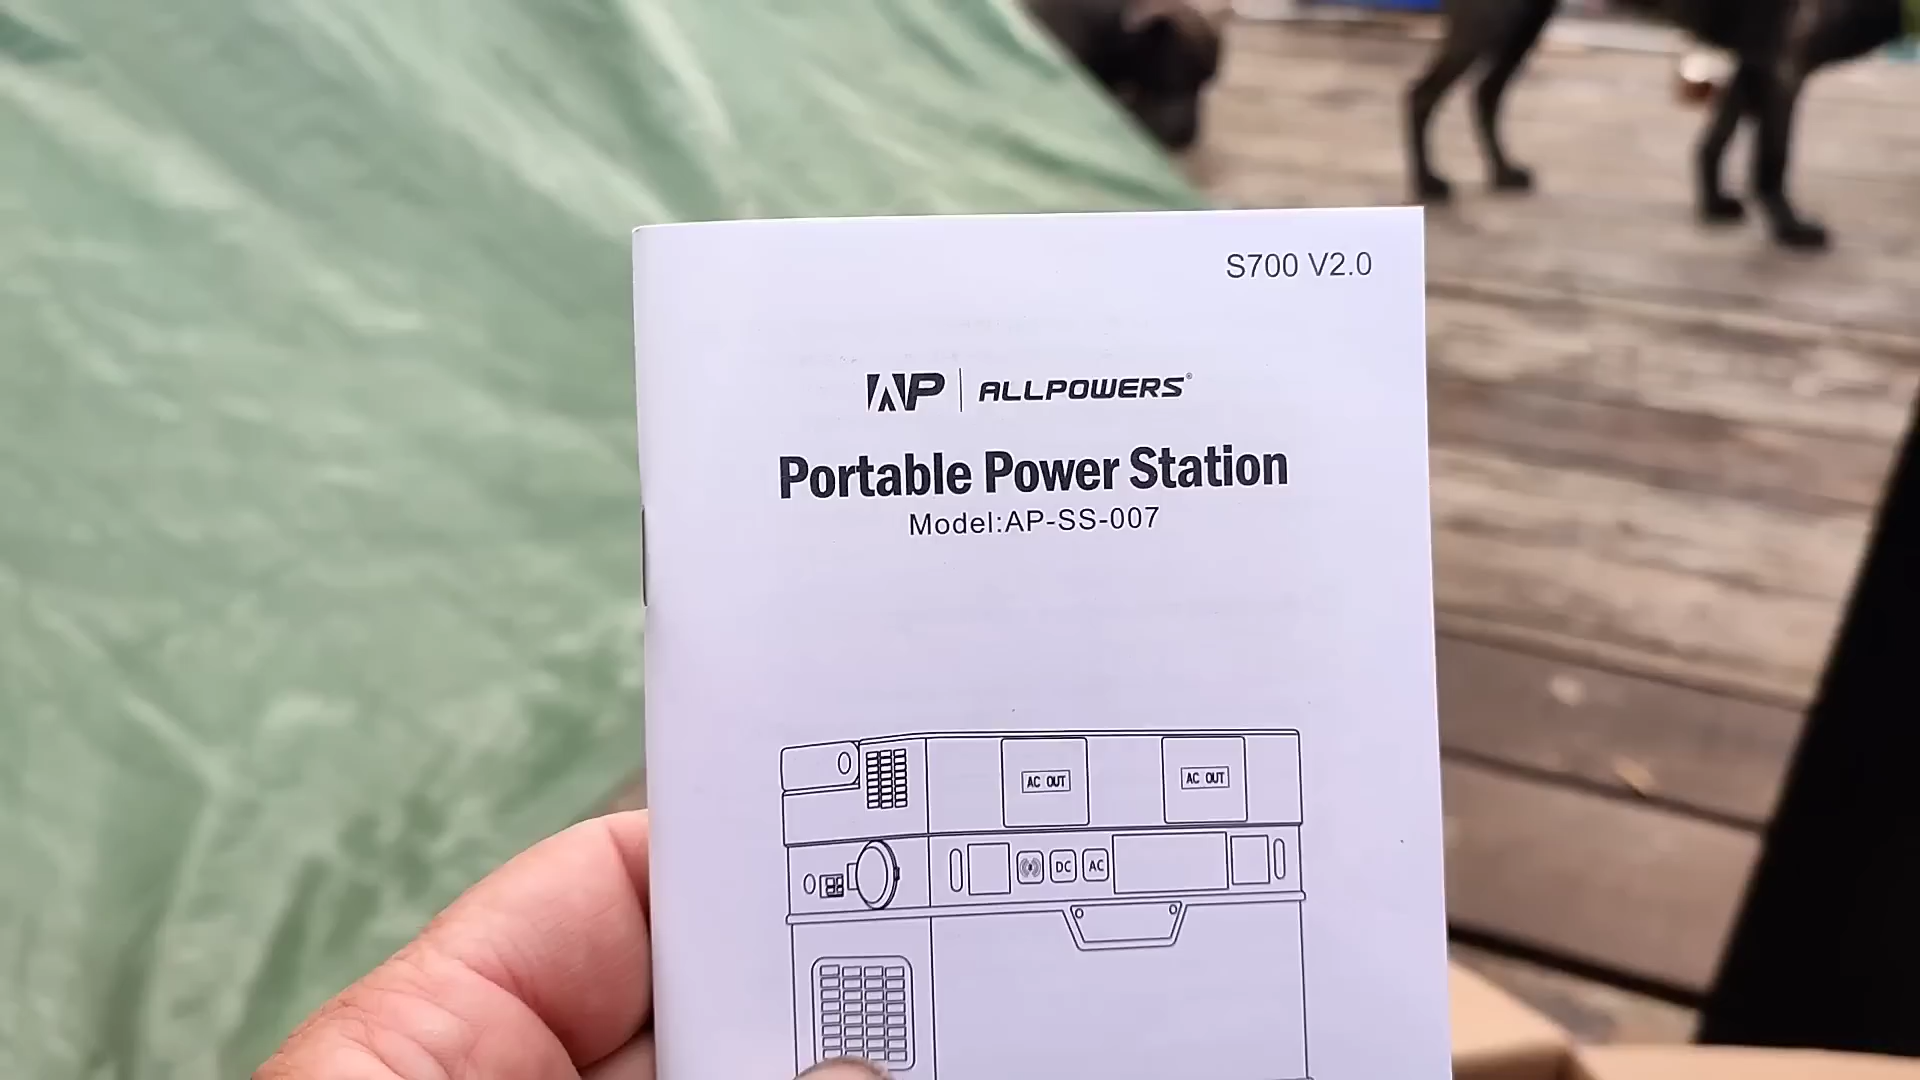 S700 V2.0
AP | ALLPOWERS®
Portable Power Station
Model:AP-SS-007
AC OUT
AC OUT
DC
AC